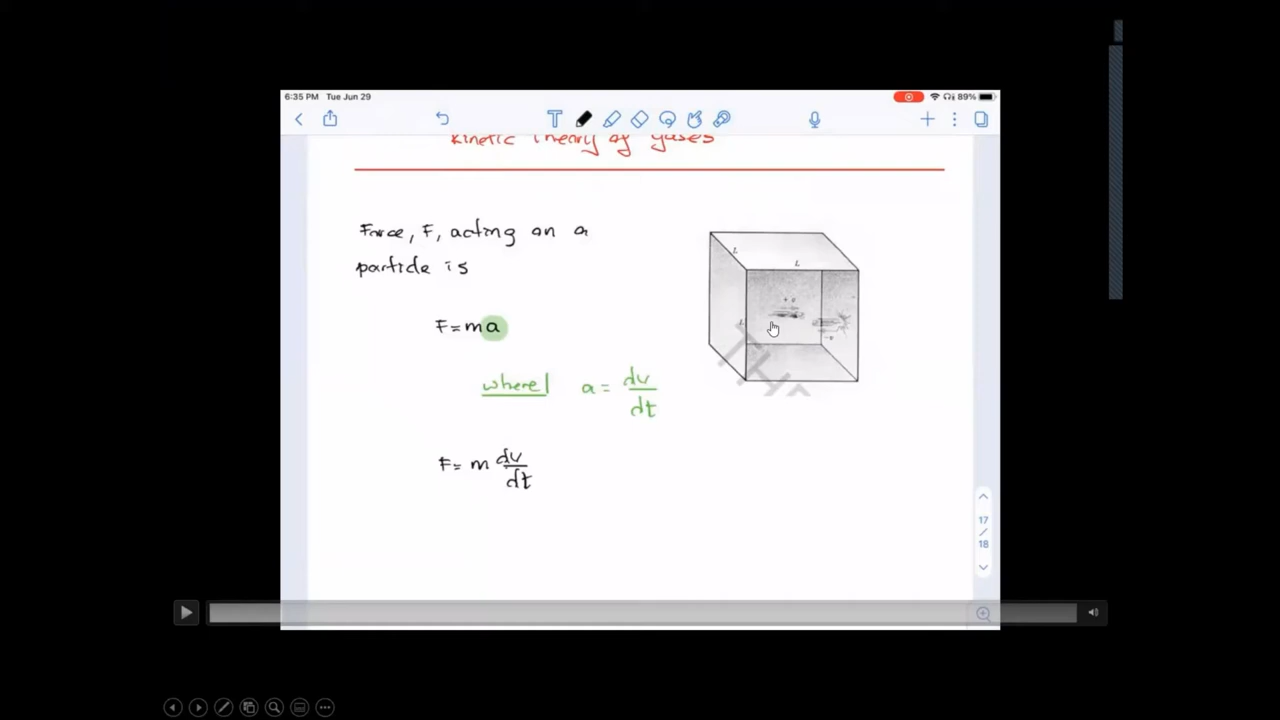 6:35 PM Tue Jun 29
89%
Kinetic Theory of gases
Force, F, acting on a
particle is
F = ma
where a = dv/dt
F = m dv/dt
L
L
L
+v
-v
THE
17
/
18